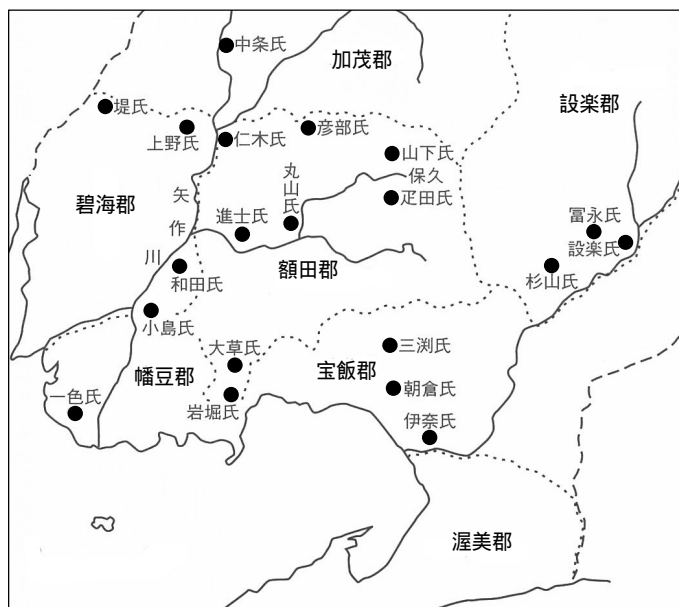 中条氏
加茂郡
堤氏
設楽郡
上野氏
仁木氏
彦部氏
山下氏
保久
丸山氏
疋田氏
碧海郡
矢作川
進士氏
冨永氏
設楽氏
額田郡
和田氏
杉山氏
小島氏
大草氏
三渕氏
幡豆郡
宝飯郡
一色氏
岩堀氏
朝倉氏
伊奈氏
渥美郡